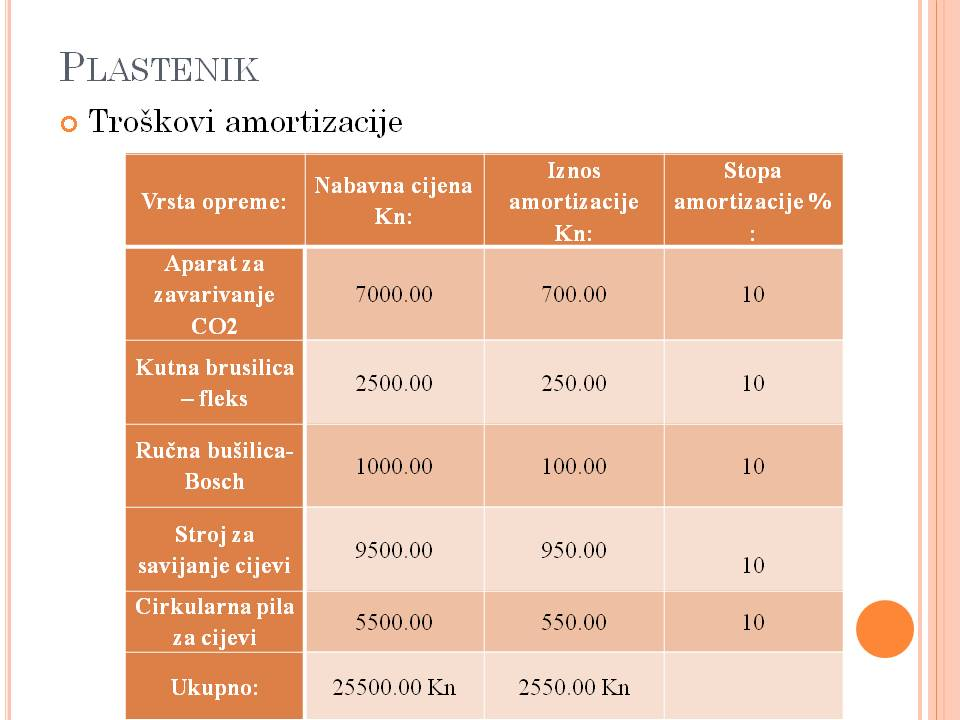 PLASTENIK
Troškovi amortizacije
Vrsta opreme:
Nabavna cijena
Kn:
Iznos
amortizacije
Kn:
Stopa
amortizacije %
:
Aparat za
zavarivanje
CO2
7000.00
700.00
10
Kutna brusilica
– fleks
2500.00
250.00
10
Ručna bušilica-
Bosch
1000.00
100.00
10
Stroj za
savijanje cijevi
9500.00
950.00
10
Cirkularna pila
za cijevi
5500.00
550.00
10
Ukupno:
25500.00 Kn
2550.00 Kn